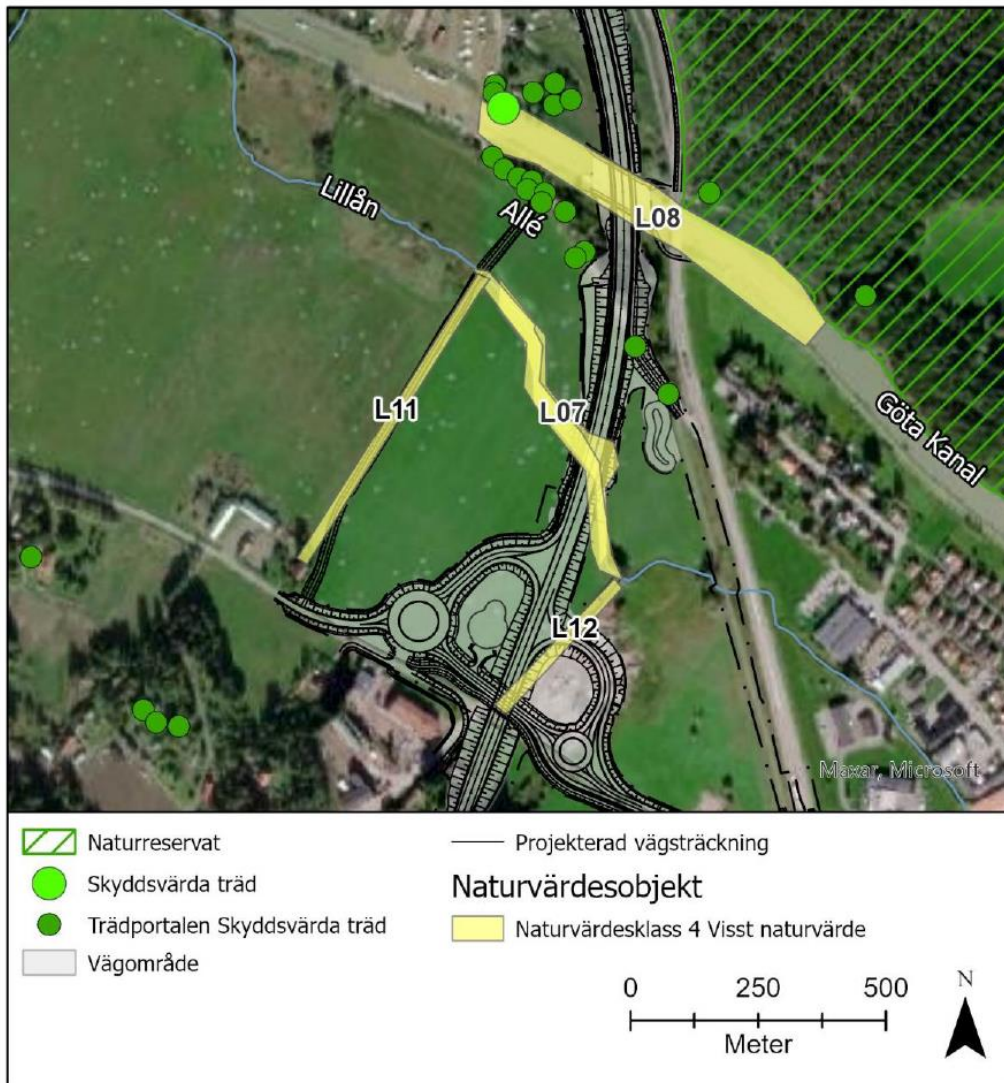 Lillån
Allé
L08
L11
L07
Göta Kanal
L12
Maxar, Microsoft
Naturreservat
Skyddsvärda träd
Trädportalen Skyddsvärda träd
Vägområde
Projekterad vägsträckning
Naturvärdesobjekt
Naturvärdesklass 4 Visst naturvärde
0 250 500
Meter
N